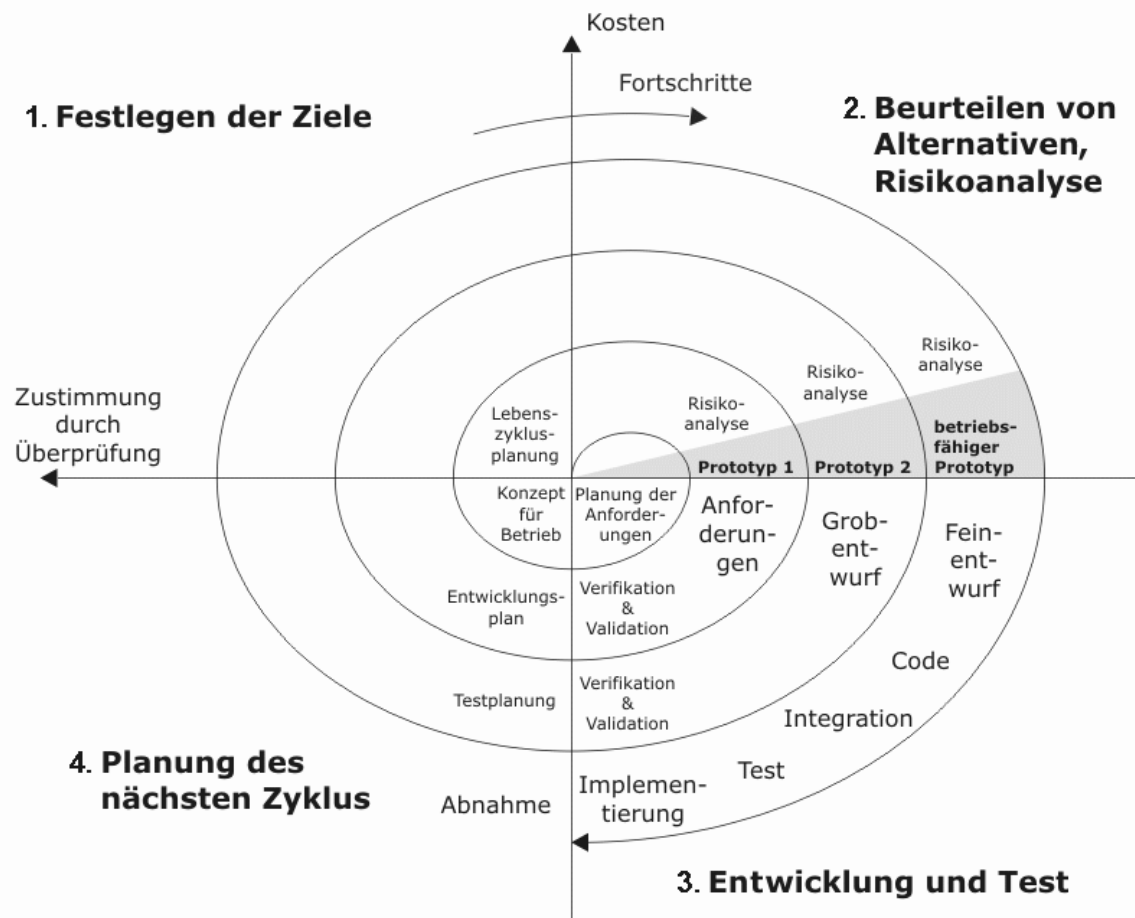 Kosten
Fortschritte
1. Festlegen der Ziele
2. Beurteilen von
Alternativen,
Risikoanalyse
Zustimmung
durch
Überprüfung
Lebens-
zyklus-
planung
Risiko-
analyse
Risiko-
analyse
Risiko-
analyse
Prototyp 1
Prototyp 2
betriebs-
fähiger
Prototyp
Konzept
für
Betrieb
Planung der
Anforder-
ungen
Anfor-
derun-
gen
Grob-
ent-
wurf
Fein-
ent-
wurf
Entwicklungs-
plan
Verifikation
&
Validation
Code
Testplanung
Verifikation
&
Validation
Integration
4. Planung des
nächsten Zyklus
Abnahme
Implemen-
tierung
Test
3. Entwicklung und Test